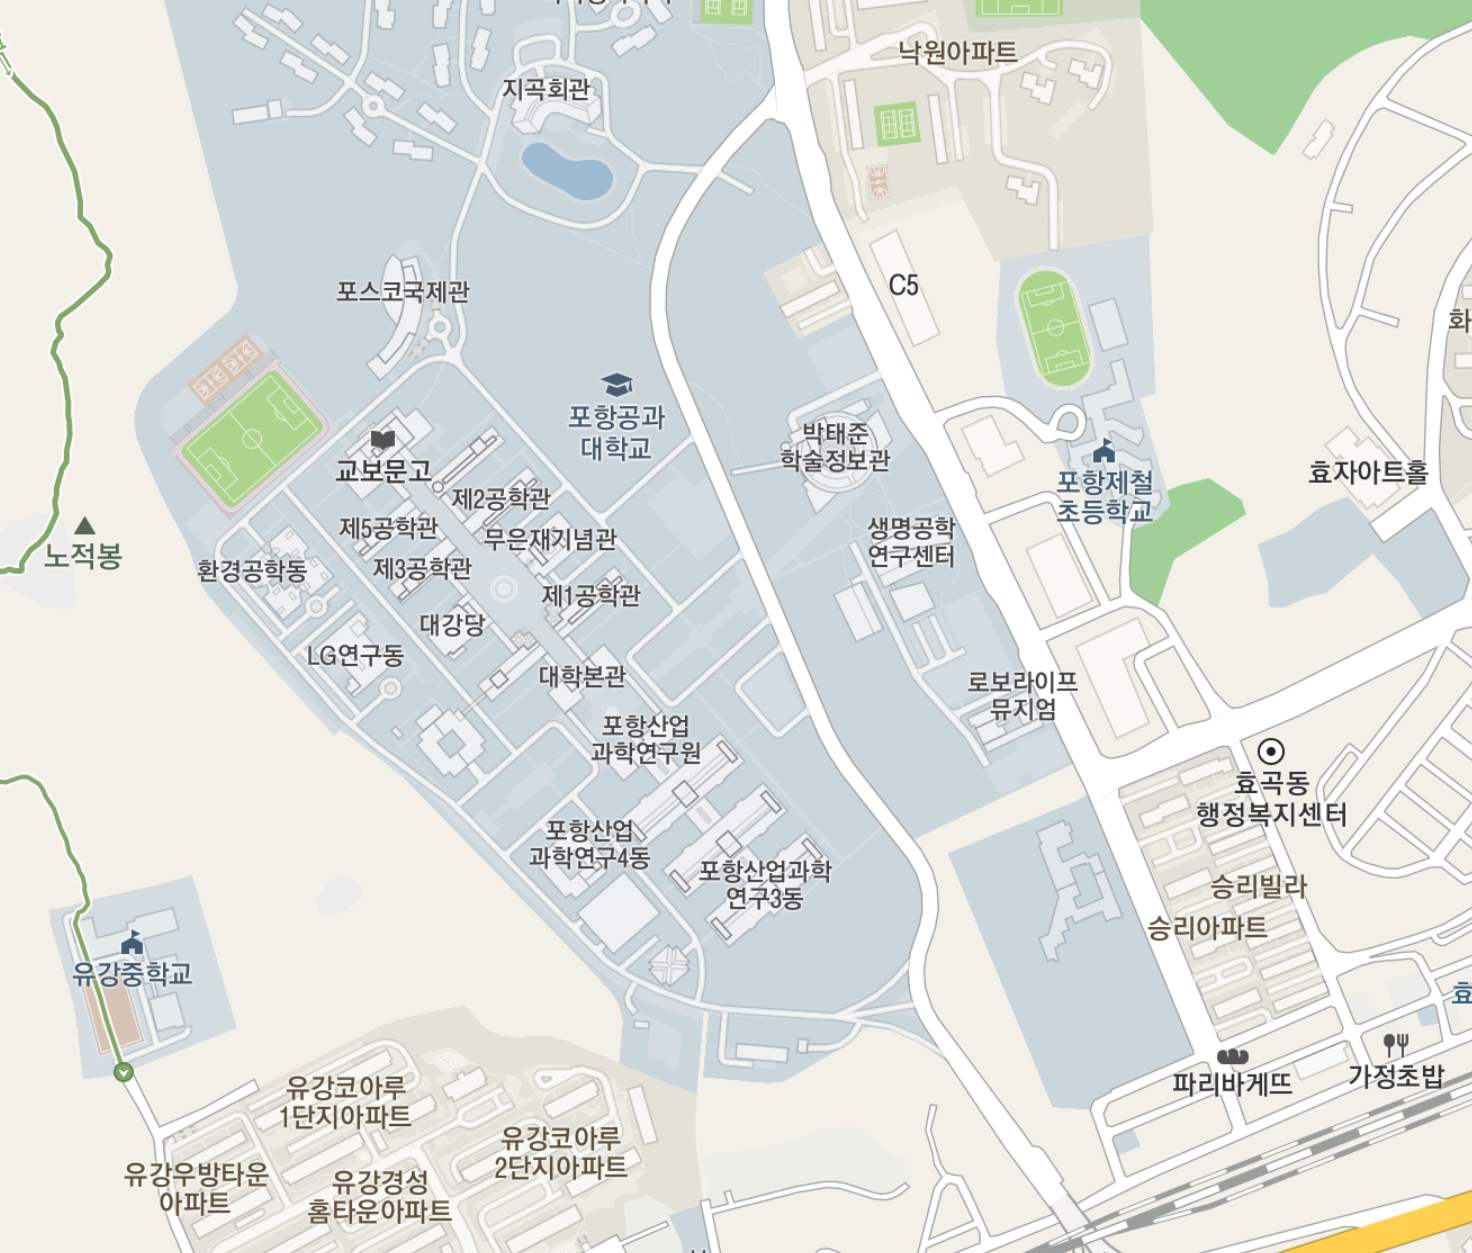 낙원아파트
지곡회관
C5
포스코국제관
포항공과
대학교
박태준
학술정보관
교보문고
제2공학관
제5공학관
무은재기념관
제3공학관
환경공학동
제1공학관
대강당
LG연구동
대학본관
생명공학
연구센터
포항제철
초등학교
효자아트홀
화
노적봉
로보라이프
뮤지엄
포항산업
과학연구원
효곡동
행정복지센터
포항산업
과학연구4동
포항산업과학
연구3동
승리빌라
승리아파트
유강중학교
효
파리바게뜨
가정초밥
유강코아루
1단지아파트
유강코아루
2단지아파트
유강우방타운
아파트
유강경성
홈타운아파트